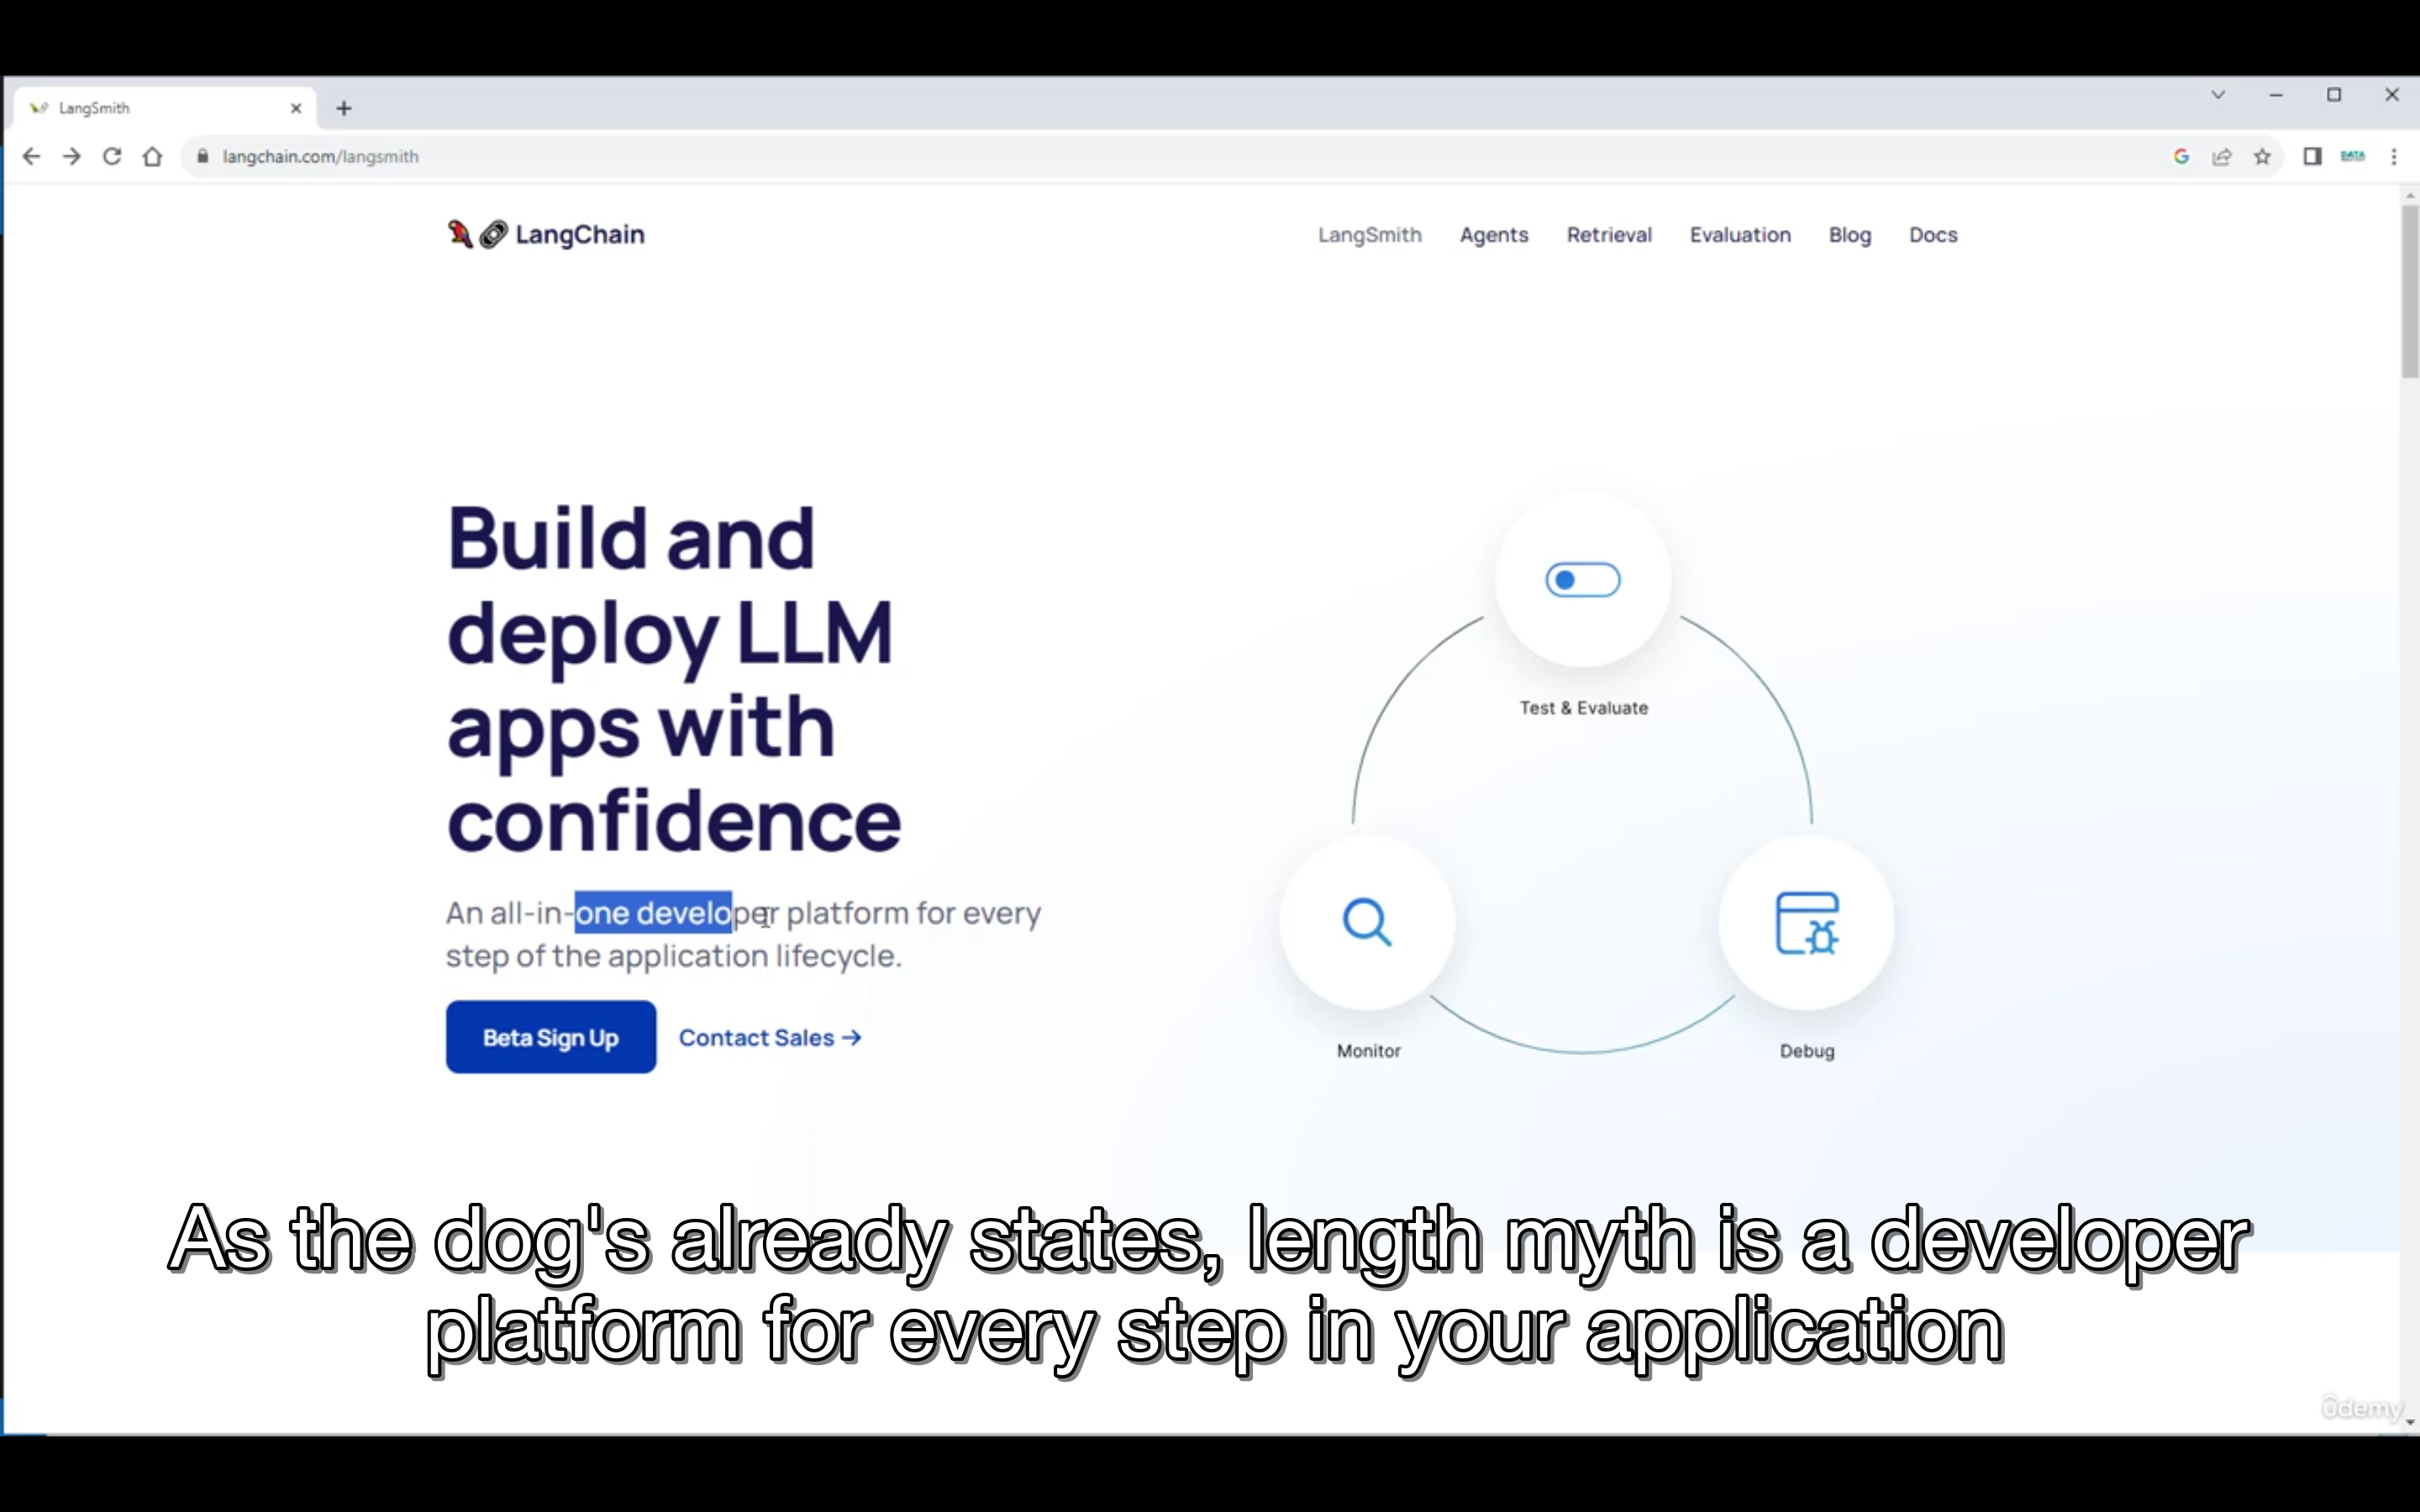 LangSmith
langchain.com/langsmith
DATA
LangChain
LangSmith Agents Retrieval Evaluation Blog Docs
Build and
deploy LLM
apps with
confidence
An all-in-one developer platform for every
step of the application lifecycle.
Beta Sign Up Contact Sales →
Test & Evaluate
Monitor
Debug
As the dog's already states, length myth is a developer
platform for every step in your application
ûdemy